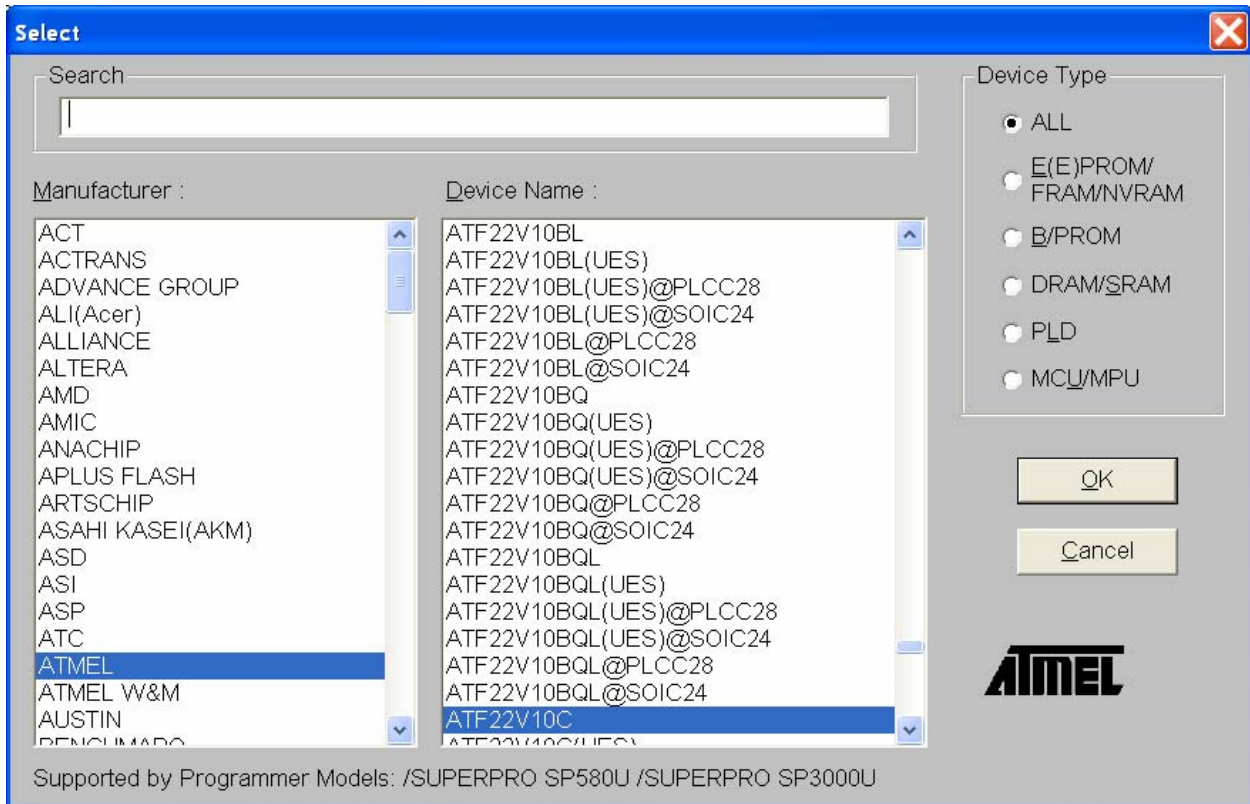 Select
Search
Manufacturer :
ACT
ACTRANS
ADVANCE GROUP
ALI(Acer)
ALLIANCE
ALTERA
AMD
AMIC
ANACHIP
APLUS FLASH
ARTSCHIP
ASAHI KASEI(AKM)
ASD
ASI
ASP
ATC
ATMEL
ATMEL W&M
AUSTIN
Device Name :
ATF22V10BL
ATF22V10BL(UES)
ATF22V10BL(UES)@PLCC28
ATF22V10BL(UES)@SOIC24
ATF22V10BL@PLCC28
ATF22V10BL@SOIC24
ATF22V10BQ
ATF22V10BQ(UES)
ATF22V10BQ(UES)@PLCC28
ATF22V10BQ(UES)@SOIC24
ATF22V10BQ@PLCC28
ATF22V10BQ@SOIC24
ATF22V10BQL
ATF22V10BQL(UES)
ATF22V10BQL(UES)@PLCC28
ATF22V10BQL(UES)@SOIC24
ATF22V10BQL@PLCC28
ATF22V10BQL@SOIC24
ATF22V10C
ATF22V10C(UES)
Device Type
ALL
E(E)PROM/
FRAM/NVRAM
B/PROM
DRAM/SRAM
PLD
MCU/MPU
OK
Cancel
ATMEL
Supported by Programmer Models: /SUPERPRO SP580U /SUPERPRO SP3000U